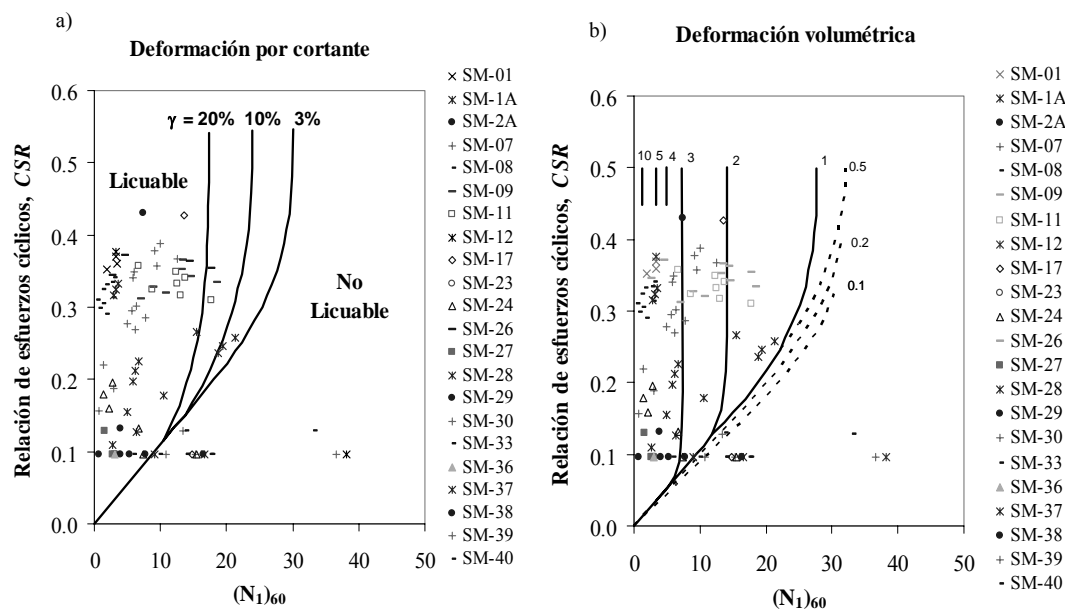 a)
Deformación por cortante
Relación de esfuerzos cíclicos, CSR
0.6
0.5
0.4
0.3
0.2
0.1
0.0
0 10 20 30 40 50
(N1)60
γ = 20% 10% 3%
Licuable
No
Licuable
SM-01
SM-1A
SM-2A
SM-07
SM-08
SM-09
SM-11
SM-12
SM-17
SM-23
SM-24
SM-26
SM-27
SM-28
SM-29
SM-30
SM-33
SM-36
SM-37
SM-38
SM-39
SM-40
b)
Deformación volumétrica
Relación de esfuerzos cíclicos, CSR
0.6
0.5
0.4
0.3
0.2
0.1
0.0
0 10 20 30 40 50
(N1)60
10 5 4 3 2 1 0.5
0.2
0.1
SM-01
SM-1A
SM-2A
SM-07
SM-08
SM-09
SM-11
SM-12
SM-17
SM-23
SM-24
SM-26
SM-27
SM-28
SM-29
SM-30
SM-33
SM-36
SM-37
SM-38
SM-39
SM-40